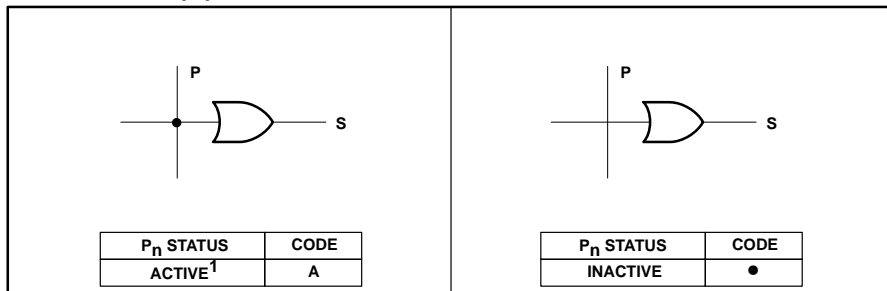 P
S
Pn STATUS CODE
ACTIVE1 A
P
S
Pn STATUS CODE
INACTIVE ●